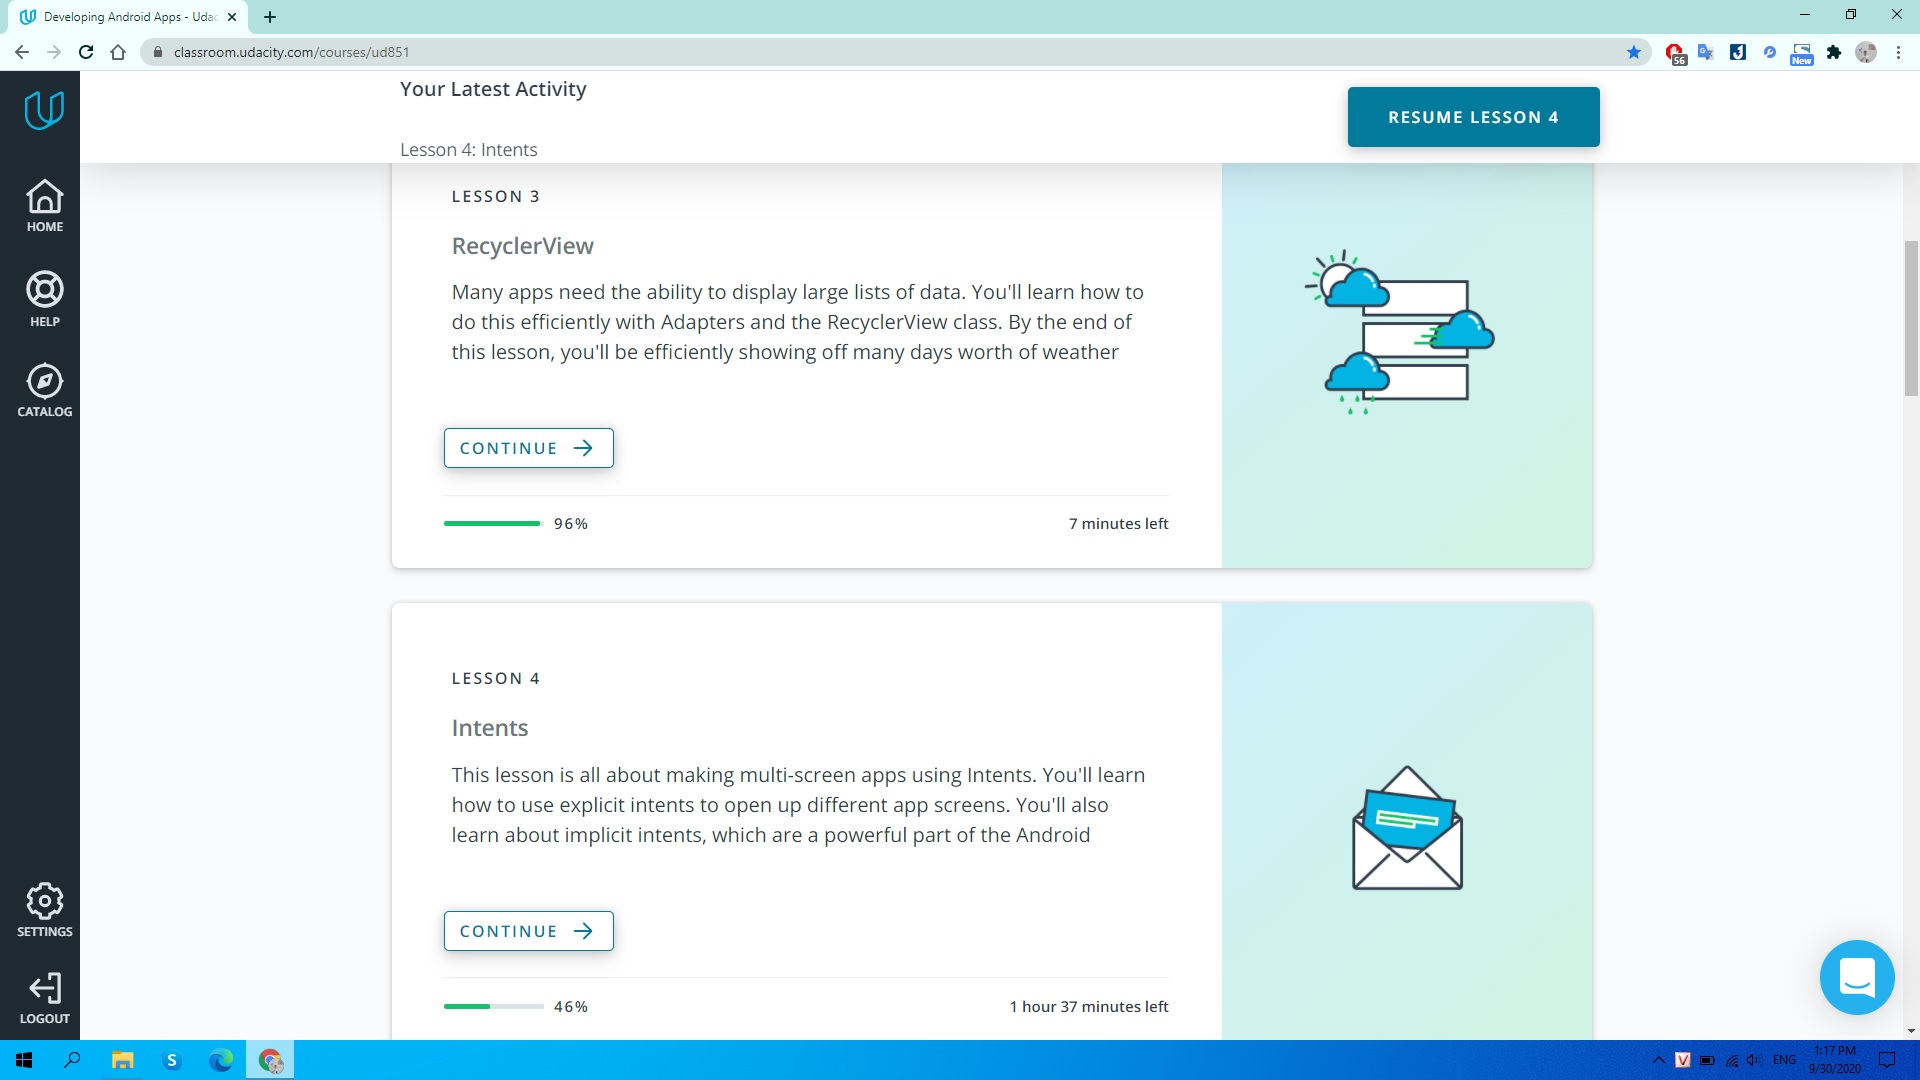 Developing Android Apps - Udac
classroom.udacity.com/courses/ud851
56
New
Your Latest Activity
RESUME LESSON 4
Lesson 4: Intents
HOME
HELP
CATALOG
SETTINGS
LOGOUT
LESSON 3
RecyclerView
Many apps need the ability to display large lists of data. You'll learn how to
do this efficiently with Adapters and the RecyclerView class. By the end of
this lesson, you'll be efficiently showing off many days worth of weather
CONTINUE
96%
7 minutes left
LESSON 4
Intents
This lesson is all about making multi-screen apps using Intents. You'll learn
how to use explicit intents to open up different app screens. You'll also
learn about implicit intents, which are a powerful part of the Android
CONTINUE
46%
1 hour 37 minutes left
S
V
ENG
1:17 PM
9/30/2020